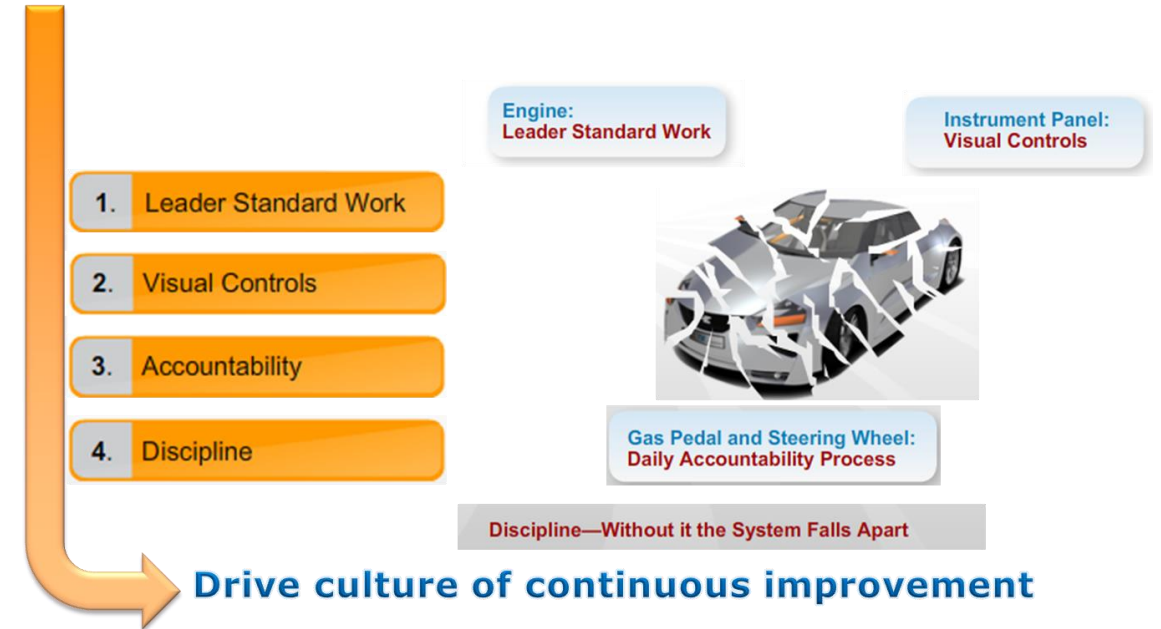 Engine:
Leader Standard Work
Instrument Panel:
Visual Controls
1. Leader Standard Work
2. Visual Controls
3. Accountability
4. Discipline
Gas Pedal and Steering Wheel:
Daily Accountability Process
Discipline—Without it the System Falls Apart
Drive culture of continuous improvement